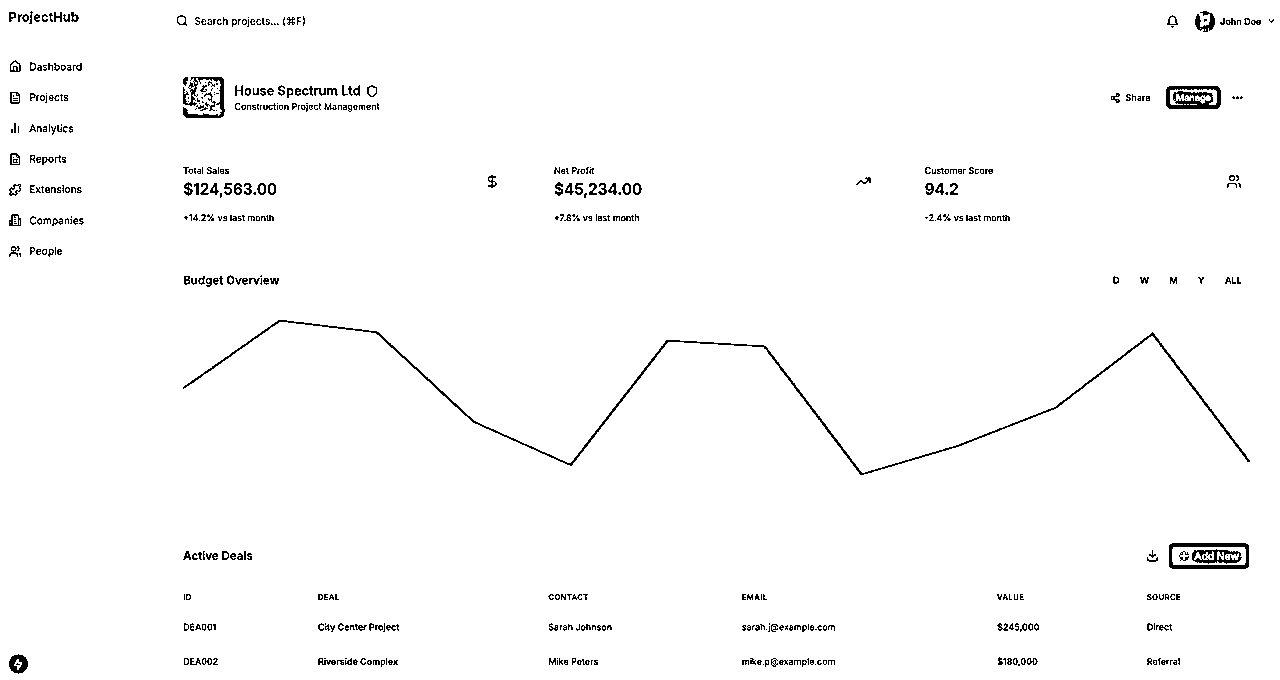 ProjectHub
Search projects... (⌘F)
John Doe
Dashboard
Projects
Analytics
Reports
Extensions
Companies
People
House Spectrum Ltd
Construction Project Management
Share
Manage
Total Sales
$124,563.00
+14.2% vs last month
Net Profit
$45,234.00
+7.8% vs last month
Customer Score
94.2
-2.4% vs last month
Budget Overview
D W M Y ALL
Active Deals
Add New
ID DEAL CONTACT EMAIL VALUE SOURCE
DEA001 City Center Project Sarah Johnson sarah.j@example.com $245,000 Direct
DEA002 Riverside Complex Mike Peters mike.p@example.com $180,000 Referral